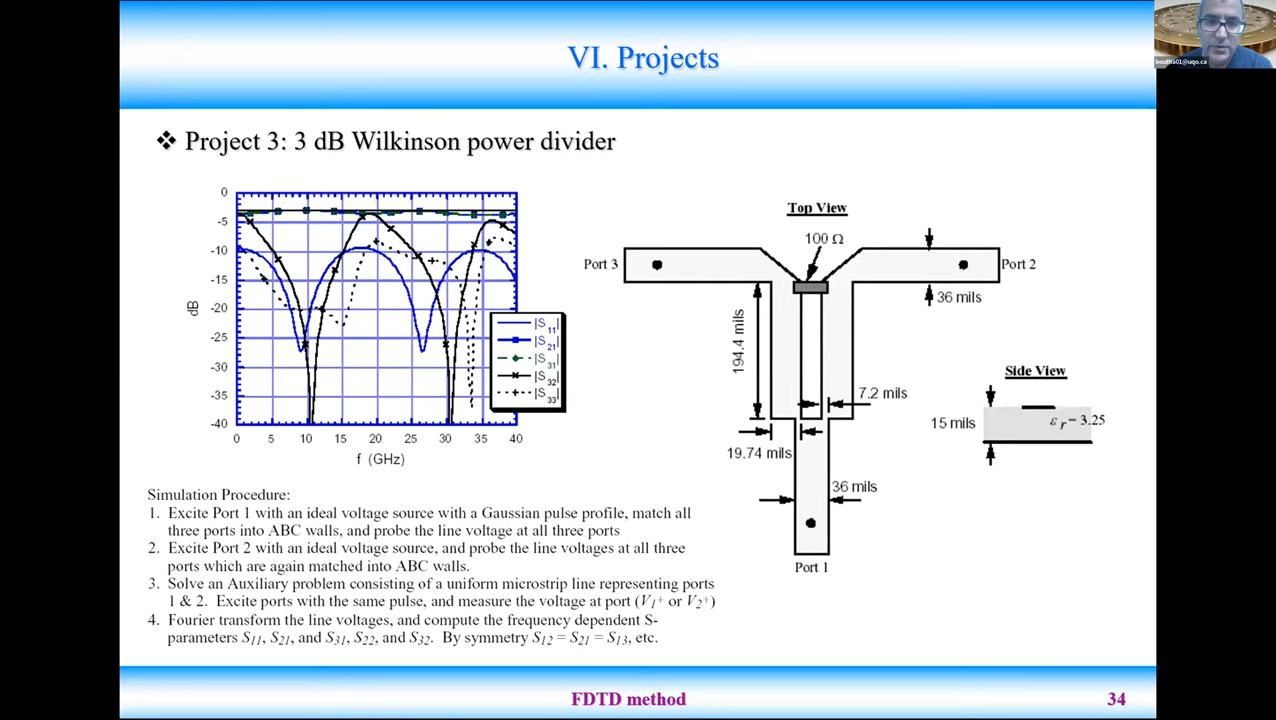 VI. Projects
boutha01@uqo.ca
❖ Project 3: 3 dB Wilkinson power divider
0
-5
-10
-15
-20
-25
-30
-35
-40
dB
0 5 10 15 20 25 30 35 40
f (GHz)
|S11|
|S21|
|S31|
|S32|
|S33|
Top View
100 Ω
Port 3
Port 2
36 mils
194.4 mils
7.2 mils
19.74 mils
36 mils
Port 1
Side View
15 mils
εr = 3.25
Simulation Procedure:
1. Excite Port 1 with an ideal voltage source with a Gaussian pulse profile, match all
three ports into ABC walls, and probe the line voltage at all three ports
2. Excite Port 2 with an ideal voltage source, and probe the line voltages at all three
ports which are again matched into ABC walls.
3. Solve an Auxiliary problem consisting of a uniform microstrip line representing ports
1 & 2. Excite ports with the same pulse, and measure the voltage at port (V1+ or V2+)
4. Fourier transform the line voltages, and compute the frequency dependent S-
parameters S11, S21, and S31, S22, and S32. By symmetry S12 = S21 = S13, etc.
FDTD method
34